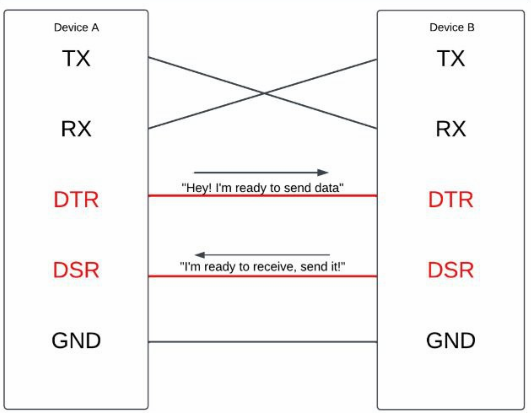 Device A
Device B
TX
TX
RX
RX
"Hey! I'm ready to send data"
DTR
DTR
DSR
"I'm ready to receive, send it!"
DSR
GND
GND